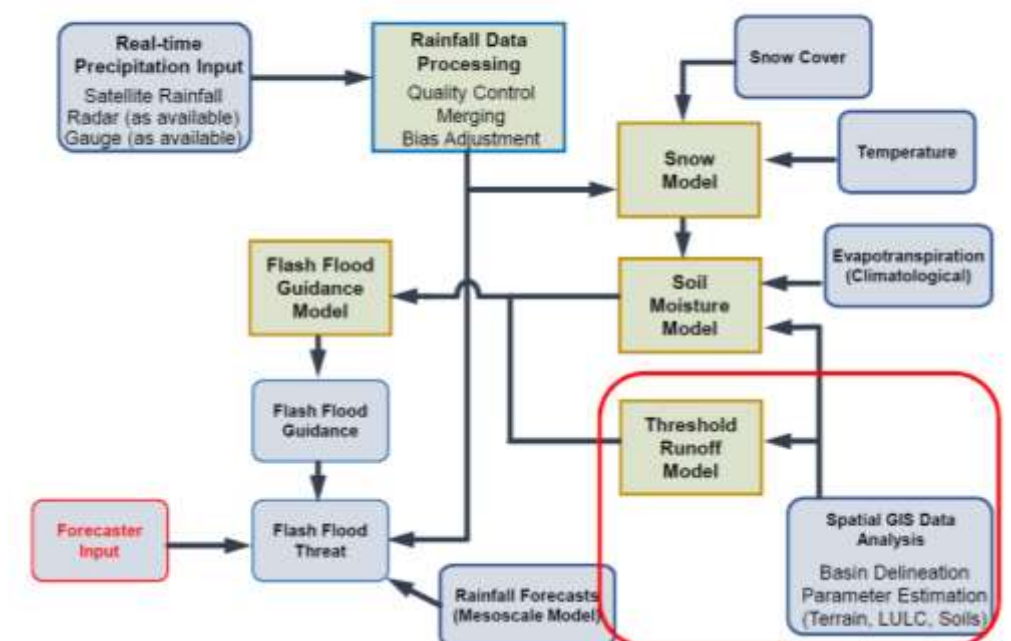 Real-time
Precipitation Input
Satellite Rainfall
Radar (as available)
Gauge (as available)
Rainfall Data
Processing
Quality Control
Merging
Bias Adjustment
Snow Cover
Snow
Model
Temperature
Flash Flood
Guidance
Model
Soil
Moisture
Model
Evapotranspiration
(Climatological)
Flash Flood
Guidance
Threshold
Runoff
Model
Forecaster
Input
Flash Flood
Threat
Rainfall Forecasts
(Mesoscale Model)
Spatial GIS Data
Analysis
Basin Delineation
Parameter Estimation
(Terrain, LULC, Soils)